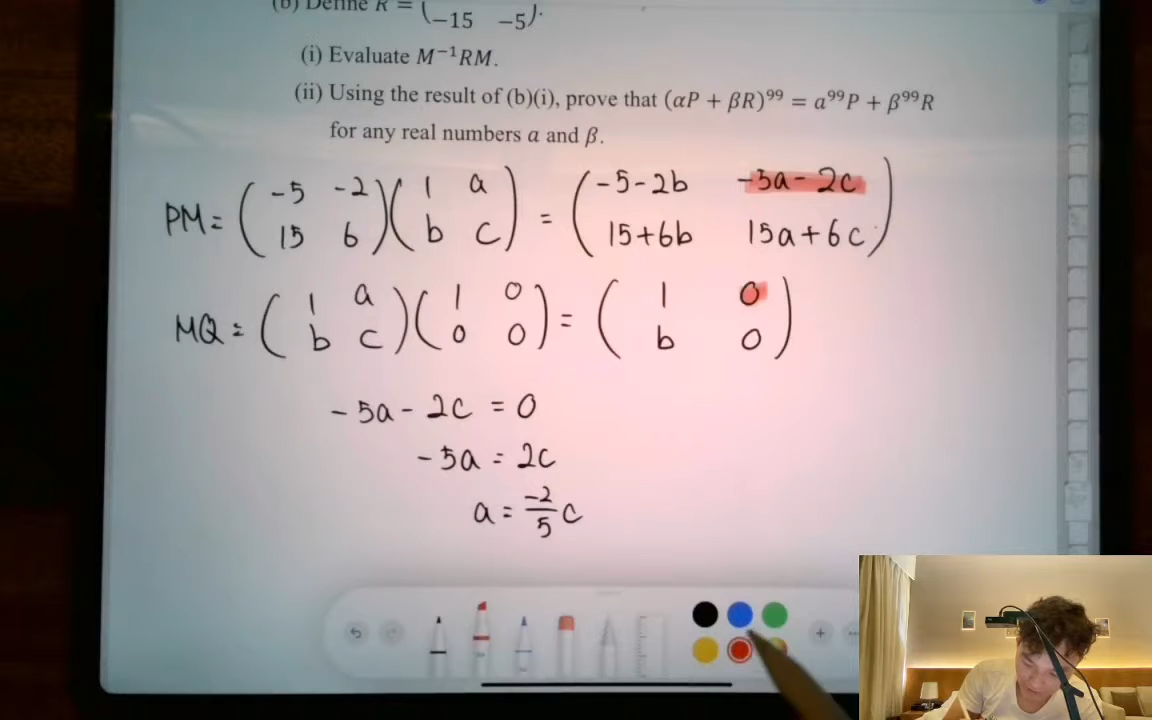 (b) Define R = (
−15 −5).
(i) Evaluate M⁻¹RM.
(ii) Using the result of (b)(i), prove that (αP + βR)⁹⁹ = a⁹⁹P + β⁹⁹R
for any real numbers a and β.
PM = ( -5 -2 ) ( 1 a ) = ( -5-2b -5a-2c )
( 15 6 ) ( b c ) ( 15+6b 15a+6c )
MQ = ( 1 a ) ( 1 0 ) = ( 1 0 )
( b c ) ( 0 0 ) ( b 0 )
-5a - 2c = 0
-5a = 2c
a = -2/5 c